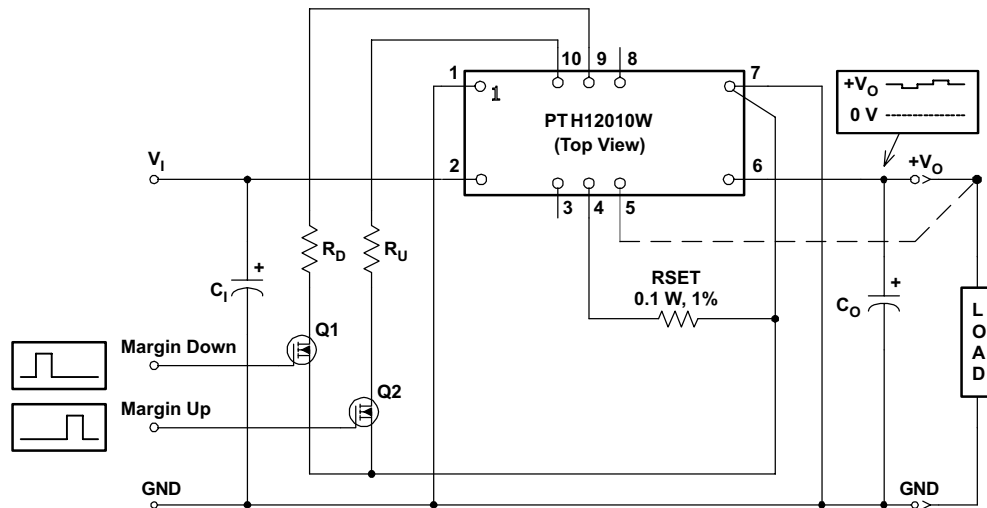 10 9 8
1
1
7
+VO
0 V
PTH12010W
(Top View)
VI
2
6
+VO
3 4 5
RD
RU
RSET
0.1 W, 1%
+
CI
+
CO
L
O
A
D
Q1
Margin Down
Q2
Margin Up
GND
GND